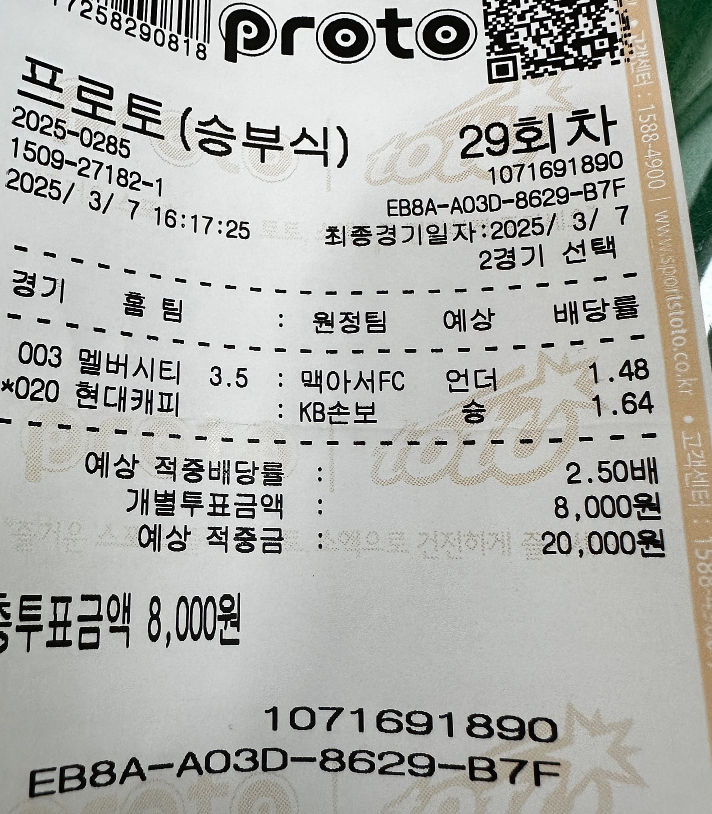 17258290818
proto
프로토(승부식) 29회차
2025-0285 1071691890
1509-27182-1 EB8A-A03D-8629-B7F
2025/ 3/ 7 16:17:25 최종경기일자:2025/ 3/ 7
2경기 선택
경기 홈 팀 : 원정팀 예상 배당률
003 멜버시티 3.5 : 맥아서FC 언더 1.48
*020 현대캐피 : KB손보 승 1.64
예상 적중배당률 : 2.50배
개별투표금액 : 8,000원
예상 적중금 : 20,000원
총투표금액 8,000원
1071691890
EB8A-A03D-8629-B7F
고객센터 : 1588-4900 | www.sportstoto.co.kr • 고객센터 : 1588-4900